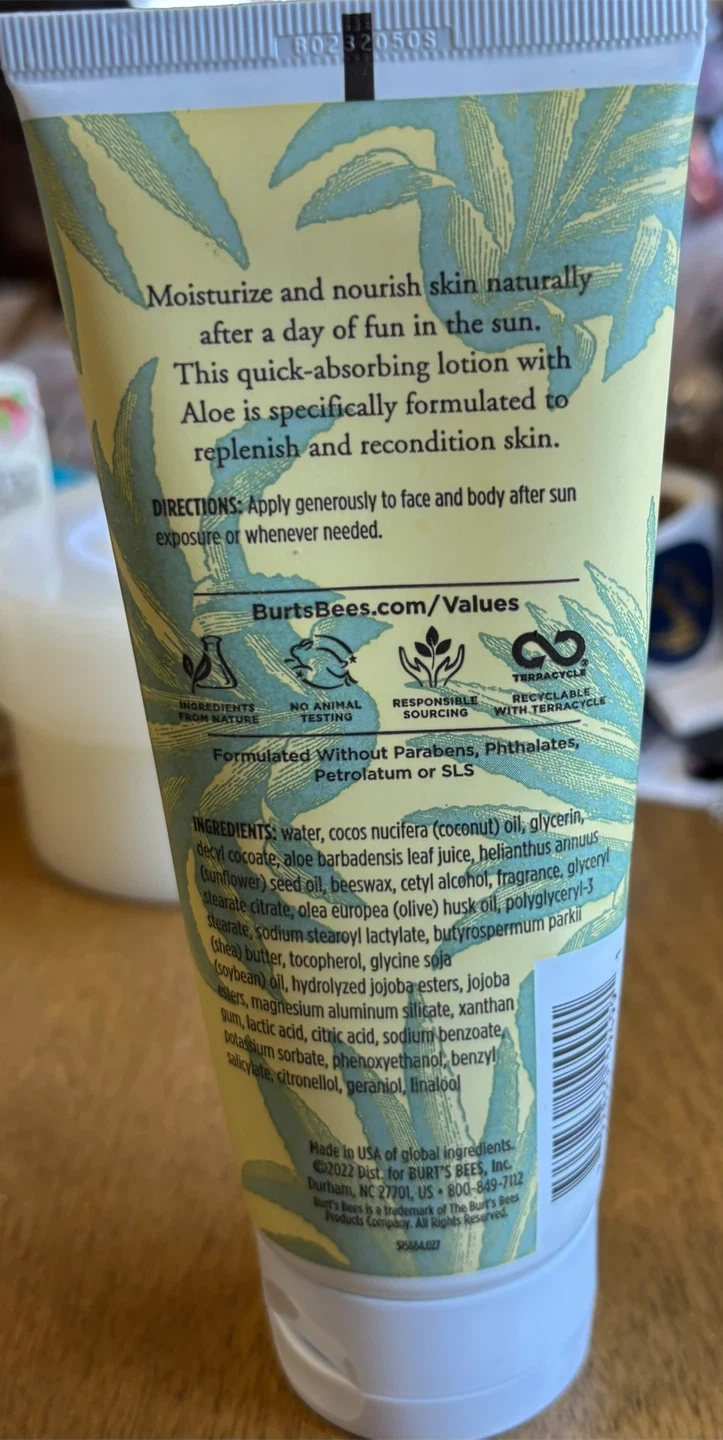 80232050S
Moisturize and nourish skin naturally
after a day of fun in the sun.
This quick-absorbing lotion with
Aloe is specifically formulated to
replenish and recondition skin.
DIRECTIONS: Apply generously to face and body after sun
exposure or whenever needed.
BurtsBees.com/Values
INGREDIENTS
FROM NATURE
NO ANIMAL
TESTING
RESPONSIBLE
SOURCING
TERRACYCLE®
RECYCLABLE
WITH TERRACYCLE
Formulated Without Parabens, Phthalates,
Petrolatum or SLS
INGREDIENTS: water, cocos nucifera (coconut) oil, glycerin,
decyl cocoate, aloe barbadensis leaf juice, helianthus annuus
(sunflower) seed oil, beeswax, cetyl alcohol, fragrance, glyceryl
stearate citrate, olea europea (olive) husk oil, polyglyceryl-3
stearate, sodium stearoyl lactylate, butyrospermum parkii
(shea) butter, tocopherol, glycine soja
(soybean) oil, hydrolyzed jojoba esters, jojoba
esters, magnesium aluminum silicate, xanthan
gum, lactic acid, citric acid, sodium benzoate,
potassium sorbate, phenoxyethanol, benzyl
salicylate, citronellol, geraniol, linalool
Made in USA of global ingredients.
©2022 Dist. for BURT'S BEES, Inc.
Durham, NC 27701, US • 800-849-7112
Burt's Bees is a trademark of The Burt's Bees
Products Company. All Rights Reserved.
SI5664.027